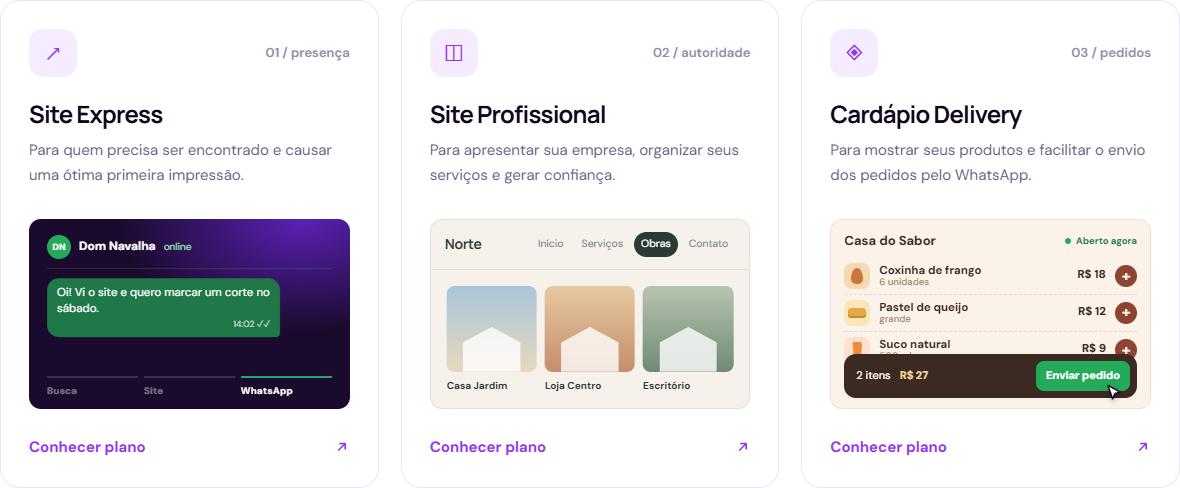 01 / presença
Site Express
Para quem precisa ser encontrado e causar
uma ótima primeira impressão.
DN
Dom Navalha online
Oi! Vi o site e quero marcar um corte no
sábado.
14:02 ✓✓
Busca Site WhatsApp
Conhecer plano
02 / autoridade
Site Profissional
Para apresentar sua empresa, organizar seus
serviços e gerar confiança.
Norte Início Serviços Obras Contato
Casa Jardim Loja Centro Escritório
Conhecer plano
03 / pedidos
Cardápio Delivery
Para mostrar seus produtos e facilitar o envio
dos pedidos pelo WhatsApp.
Casa do Sabor Aberto agora
Coxinha de frango R$ 18 +
6 unidades
Pastel de queijo R$ 12 +
grande
Suco natural R$ 9 +
2 itens R$ 27 Enviar pedido
Conhecer plano